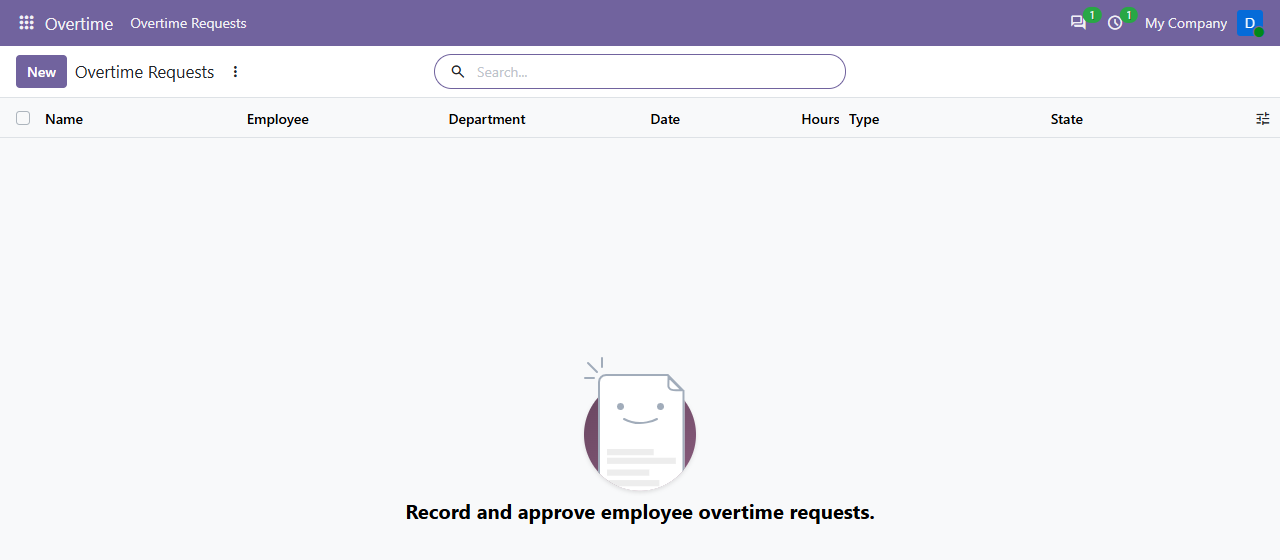 Overtime Overtime Requests 1 1 My Company D
New Overtime Requests Search...
Name Employee Department Date Hours Type State
Record and approve employee overtime requests.